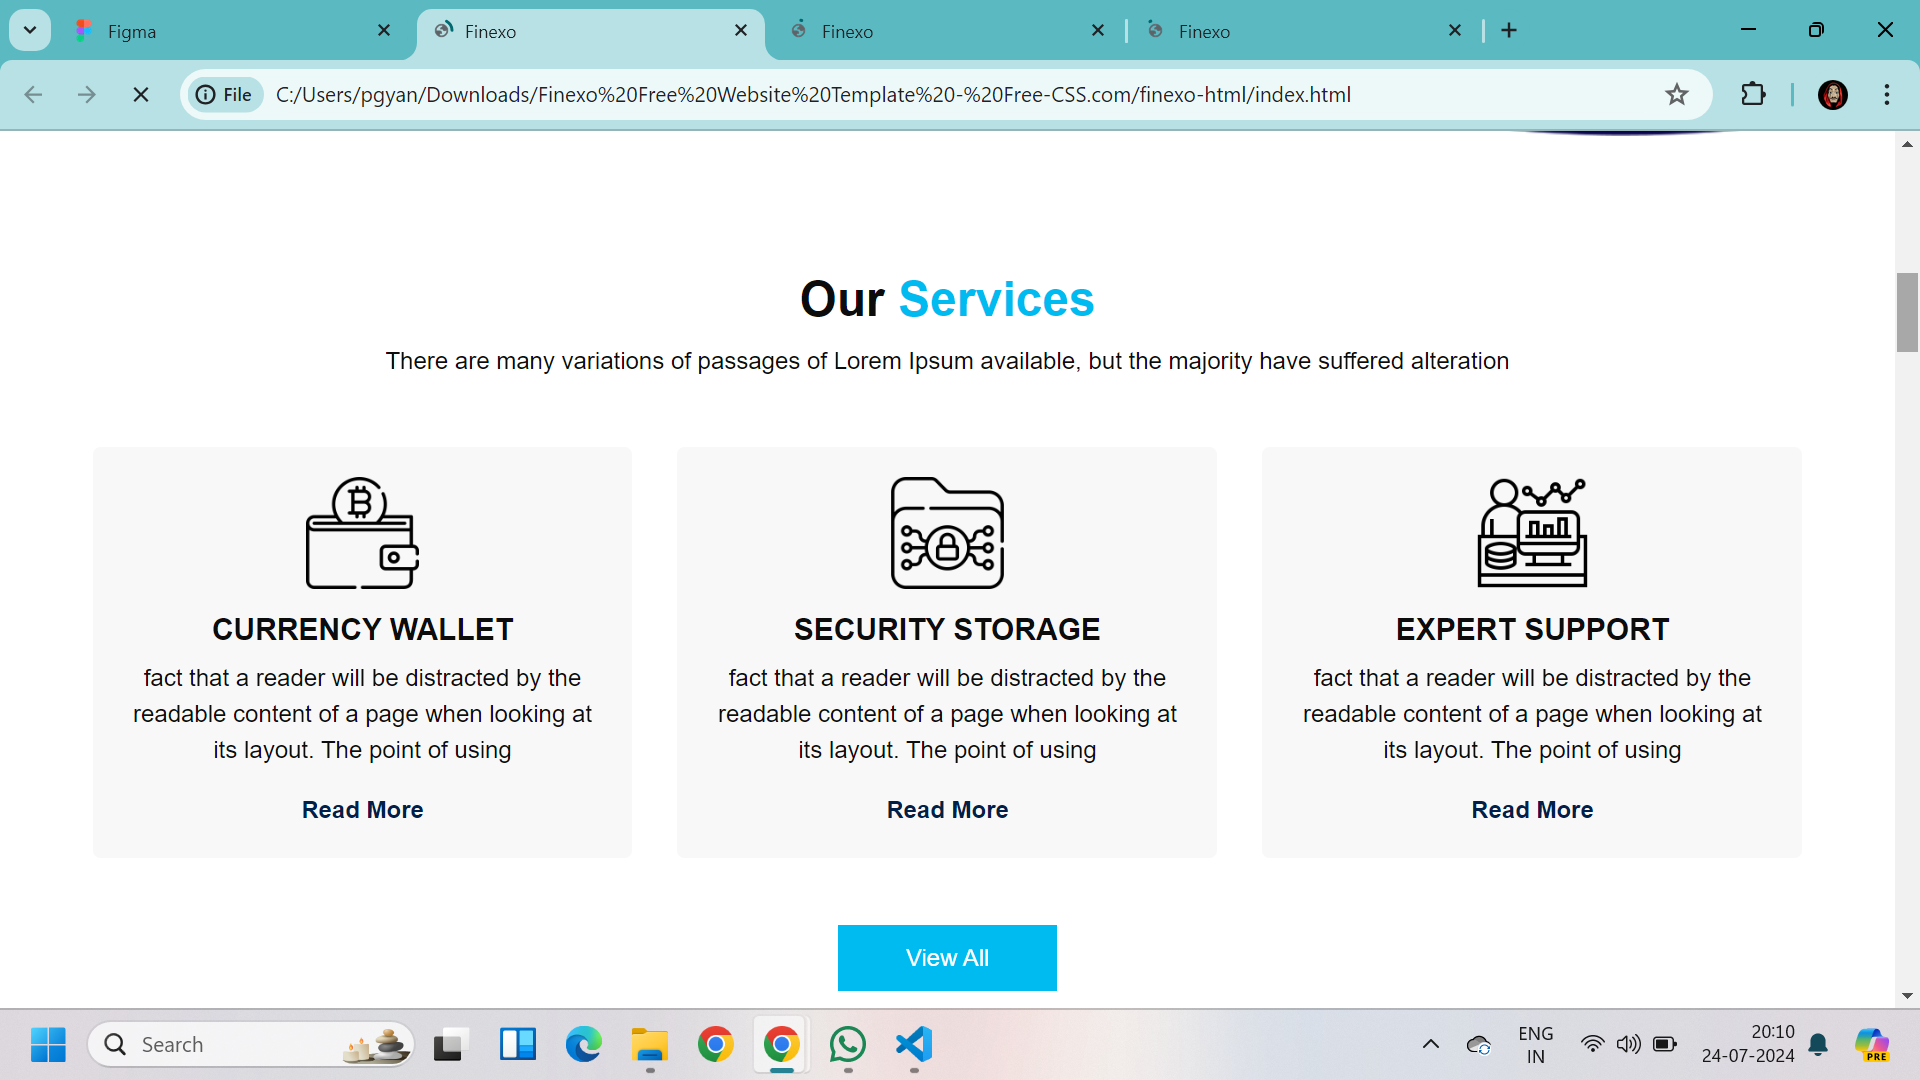 Figma
Finexo
Finexo
Finexo
File
C:/Users/pgyan/Downloads/Finexo%20Free%20Website%20Template%20-%20Free-CSS.com/finexo-html/index.html
Our Services
There are many variations of passages of Lorem Ipsum available, but the majority have suffered alteration
CURRENCY WALLET
fact that a reader will be distracted by the
readable content of a page when looking at
its layout. The point of using
Read More
SECURITY STORAGE
fact that a reader will be distracted by the
readable content of a page when looking at
its layout. The point of using
Read More
EXPERT SUPPORT
fact that a reader will be distracted by the
readable content of a page when looking at
its layout. The point of using
Read More
View All
Search
ENG
IN
20:10
24-07-2024
PRE